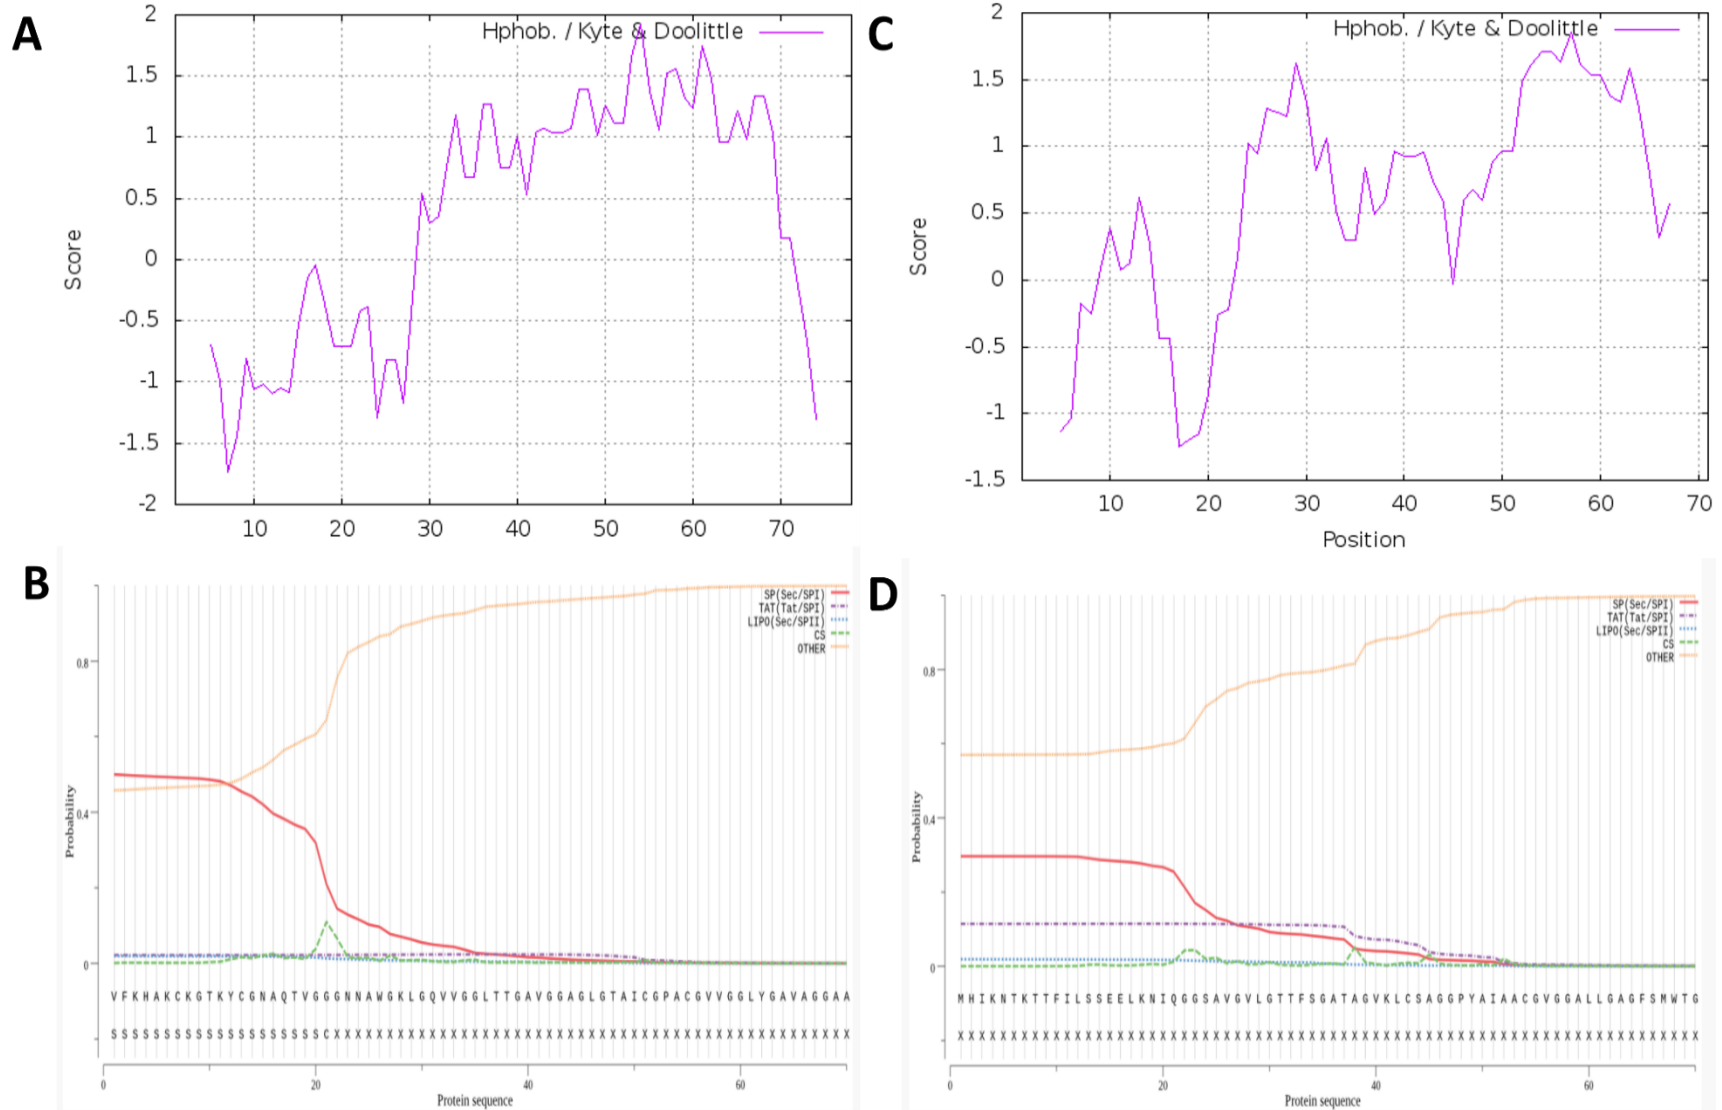 A
Hphob. / Kyte & Doolittle
2
1.5
1
0.5
0
-0.5
-1
-1.5
-2
Score
10 20 30 40 50 60 70
C
Hphob. / Kyte & Doolittle
2
1.5
1
0.5
0
-0.5
-1
-1.5
Score
10 20 30 40 50 60 70
Position
B
SP(Sec/SPI)
TAT(Tat/SPI)
LIPO(Sec/SPII)
CS
OTHER
0.8
0.4
0
Probability
V F K H A K C K G T K Y C G N A Q T V G G G N N A W G K L G Q V V G G L T T G A V G G A G L G T A I C G P A C G V V G G L Y G A V A G G A A
S S S S S S S S S S S S S S S S S S S S C X X X X X X X X X X X X X X X X X X X X X X X X X X X X X X X X X X X X X X X X X X X X X X X X X
0 20 40 60
Protein sequence
D
SP(Sec/SPI)
TAT(Tat/SPI)
LIPO(Sec/SPII)
CS
OTHER
0.8
0.4
0
Probability
M H I K N T K T T F I L S S E E L K N I Q G G S A V G V L G T T F S G A T A G V K L C S A G G P Y A I A A C G V G G A L L G A G F S M W T G
X X X X X X X X X X X X X X X X X X X X X X X X X X X X X X X X X X X X X X X X X X X X X X X X X X X X X X X X X X X X X X X X X X X X X X
0 20 40 60
Protein sequence